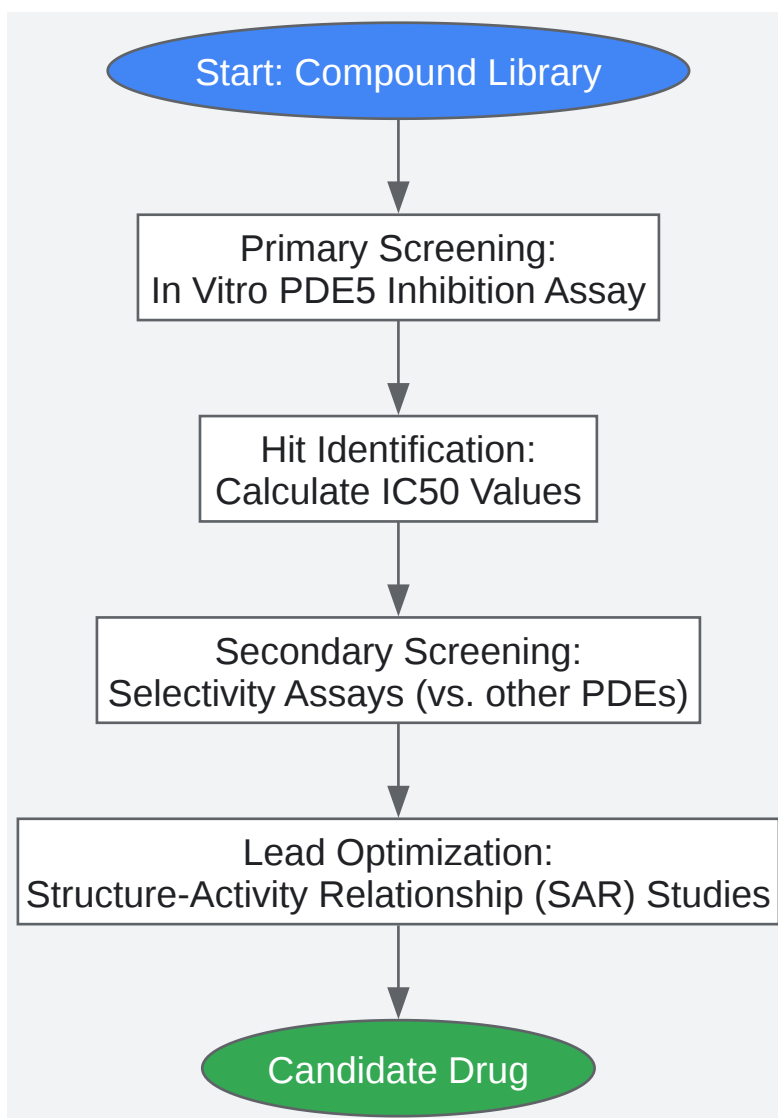 Start: Compound Library
Primary Screening:
In Vitro PDE5 Inhibition Assay
Hit Identification:
Calculate IC50 Values
Secondary Screening:
Selectivity Assays (vs. other PDEs)
Lead Optimization:
Structure-Activity Relationship (SAR) Studies
Candidate Drug